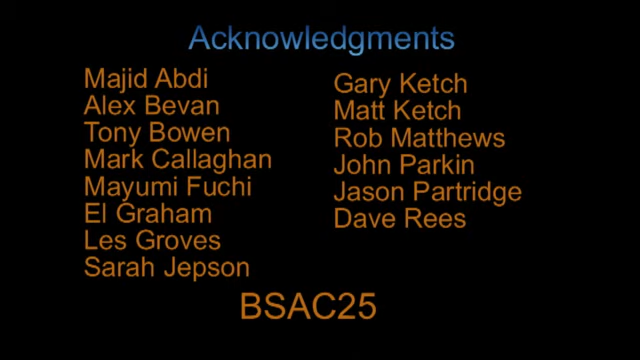 Acknowledgments
Majid Abdi
Alex Bevan
Tony Bowen
Mark Callaghan
Mayumi Fuchi
El Graham
Les Groves
Sarah Jepson
Gary Ketch
Matt Ketch
Rob Matthews
John Parkin
Jason Partridge
Dave Rees
BSAC25